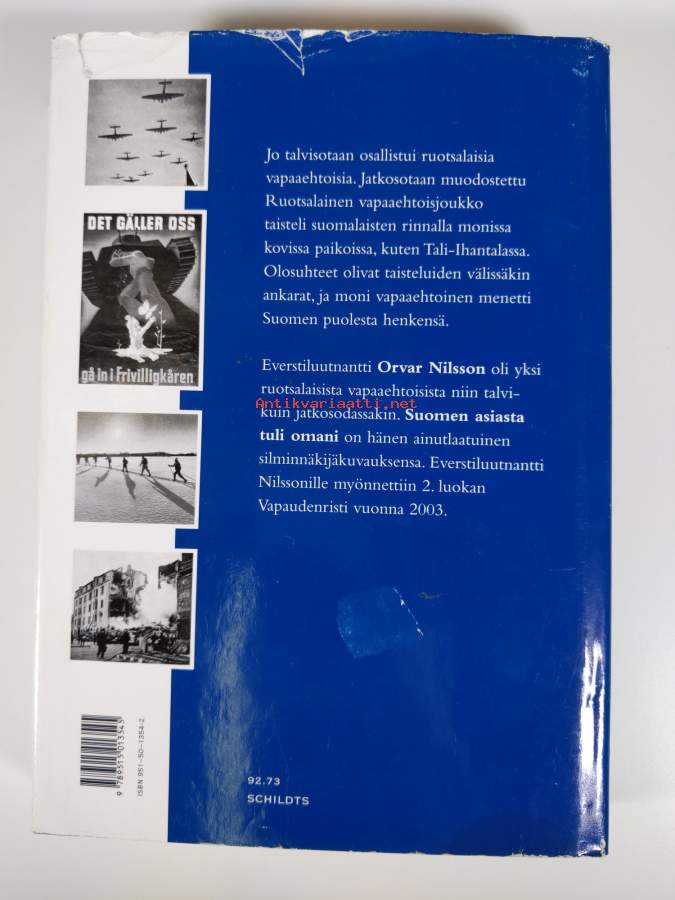 DET GÄLLER OSS
gå in i Frivilligkåren
Jo talvisotaan osallistui ruotsalaisia
vapaaehtoisia. Jatkosotaan muodostettu
Ruotsalainen vapaaehtoisjoukko
taisteli suomalaisten rinnalla monissa
kovissa paikoissa, kuten Tali-Ihantalassa.
Olosuhteet olivat taisteluiden välissäkin
ankarat, ja moni vapaaehtoinen menetti
Suomen puolesta henkensä.
Everstiluutnantti Orvar Nilsson oli yksi
ruotsalaisista vapaaehtoisista niin talvi-
Antikvariaatti.net
kuin jatkosodassakin. Suomen asiasta
tuli omani on hänen ainutlaatuinen
silminnäkijäkuvauksensa. Everstiluutnantti
Nilssonille myönnettiin 2. luokan
Vapaudenristi vuonna 2003.
9 789515 013545
ISBN 951-50-1354-2
92.73
SCHILDTS